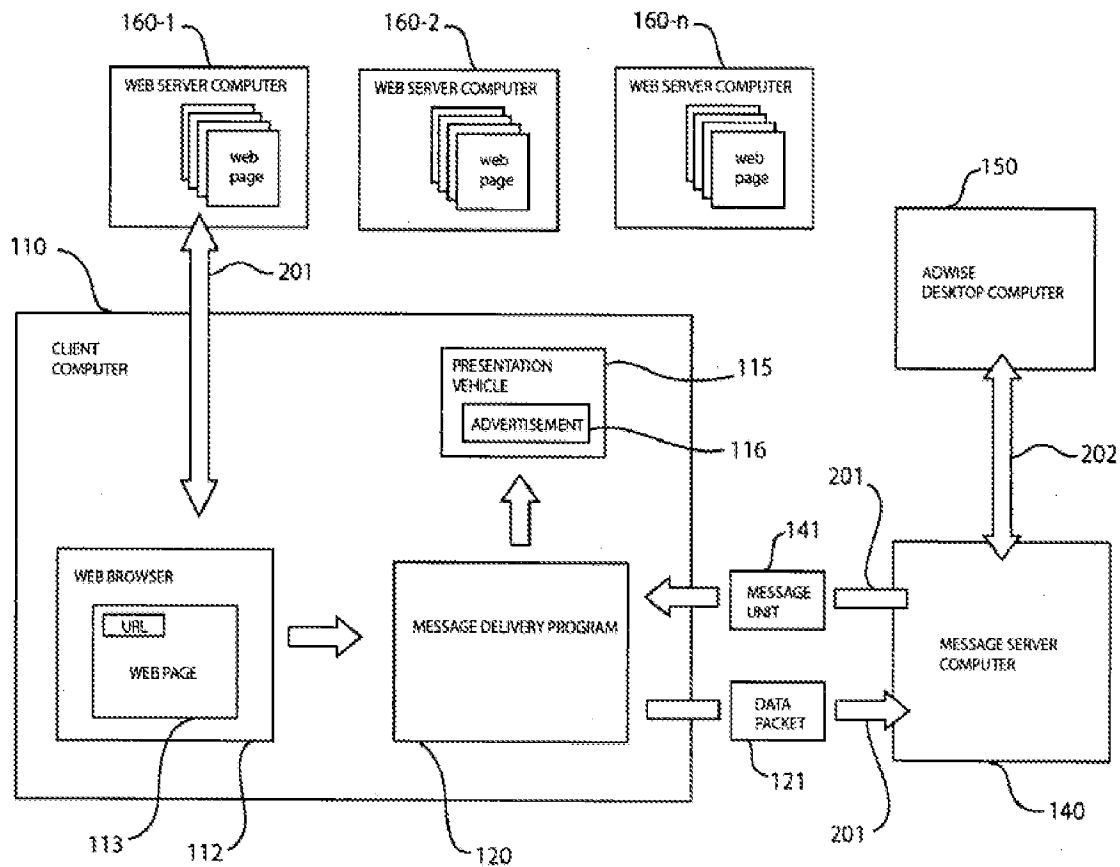 160-1
160-2
160-n
WEB SERVER COMPUTER
WEB SERVER COMPUTER
WEB SERVER COMPUTER
web
page
web
page
web
page
150
110
201
ADWISE
DESKTOP COMPUTER
CLIENT
COMPUTER
PRESENTATION
VEHICLE
115
ADVERTISEMENT
116
202
201
141
WEB BROWSER
URL
WEB PAGE
MESSAGE DELIVERY PROGRAM
MESSAGE
UNIT
MESSAGE SERVER
COMPUTER
DATA
PACKET
121
201
140
113
112
120